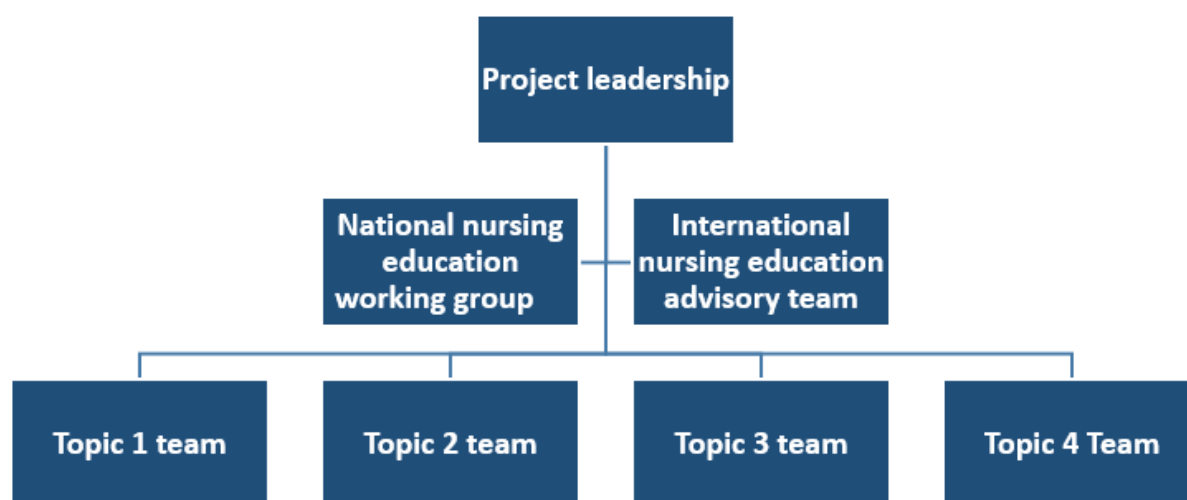 Project leadership
National nursing
education
working group
International
nursing education
advisory team
Topic 1 team
Topic 2 team
Topic 3 team
Topic 4 Team